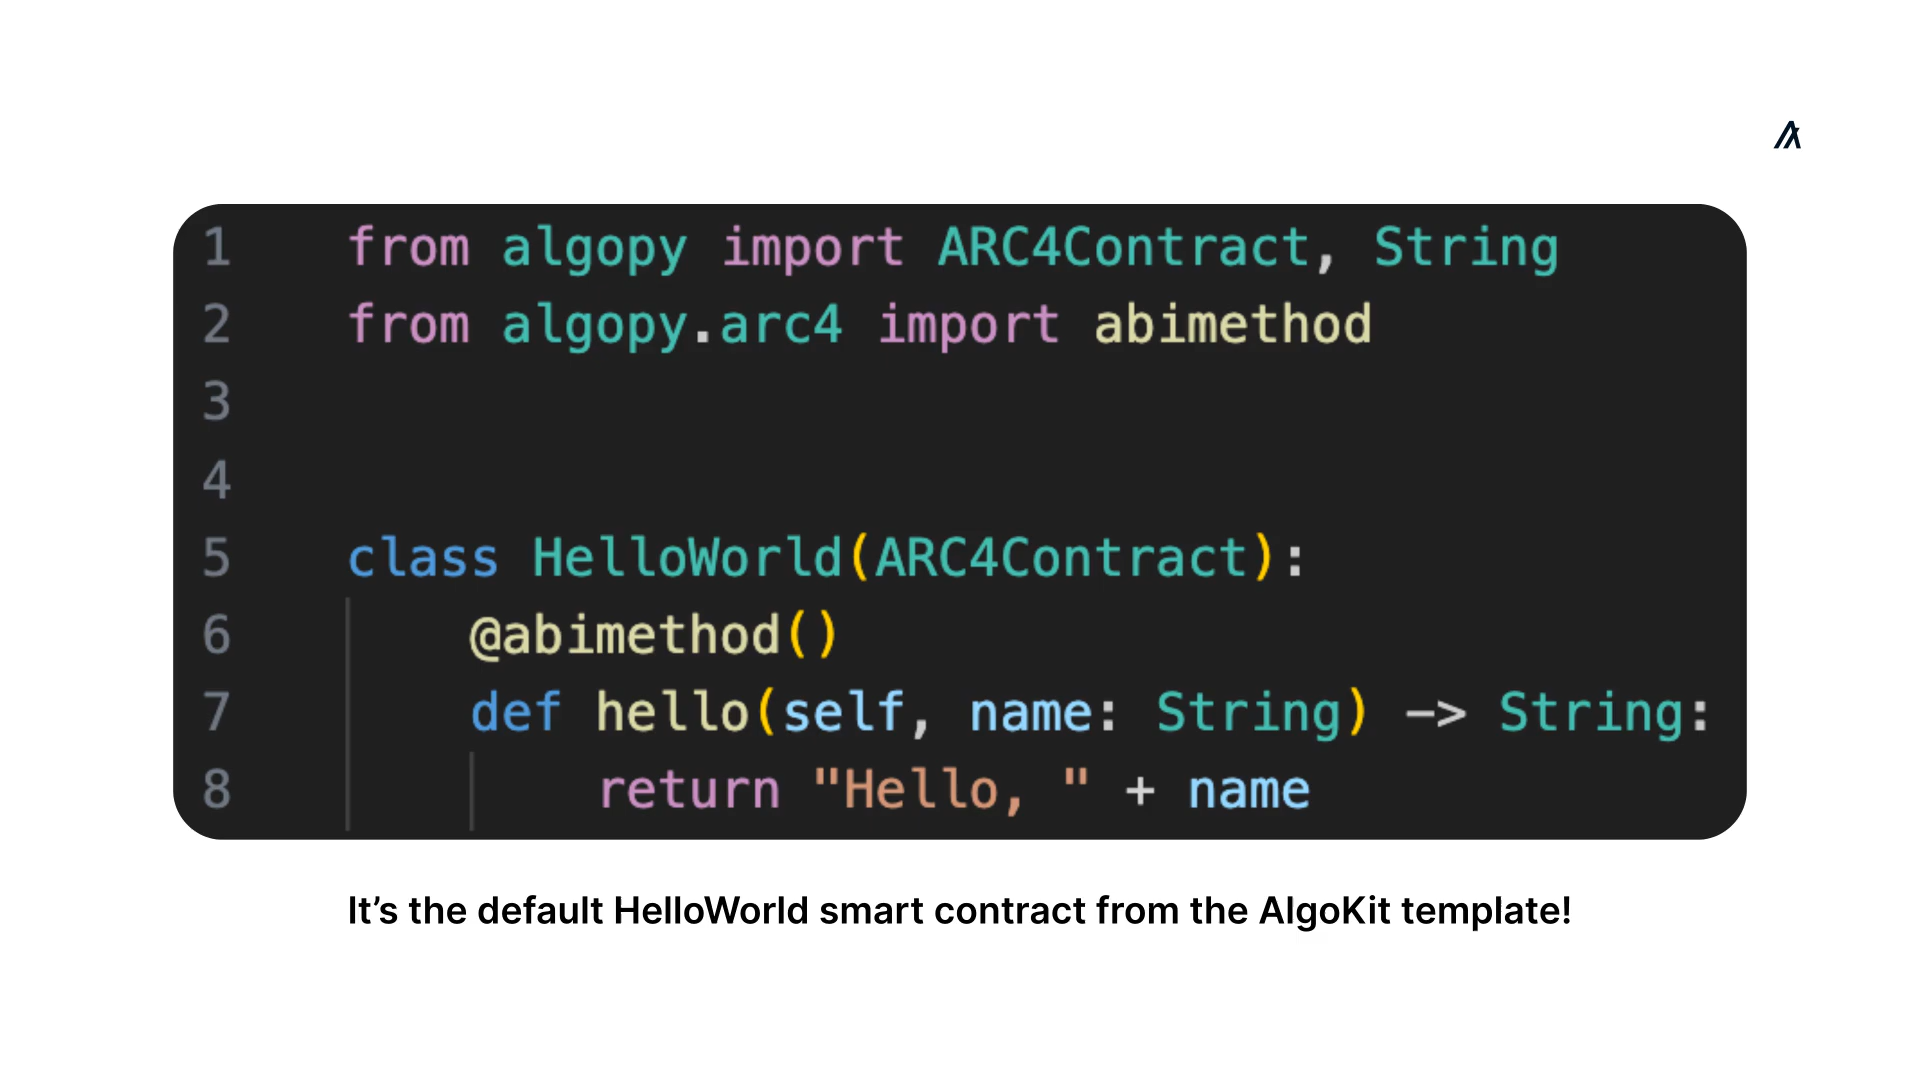 1 from algopy import ARC4Contract, String
2 from algopy.arc4 import abimethod
3
4
5 class HelloWorld(ARC4Contract):
6     @abimethod()
7     def hello(self, name: String) -> String:
8         return "Hello, " + name
It’s the default HelloWorld smart contract from the AlgoKit template!